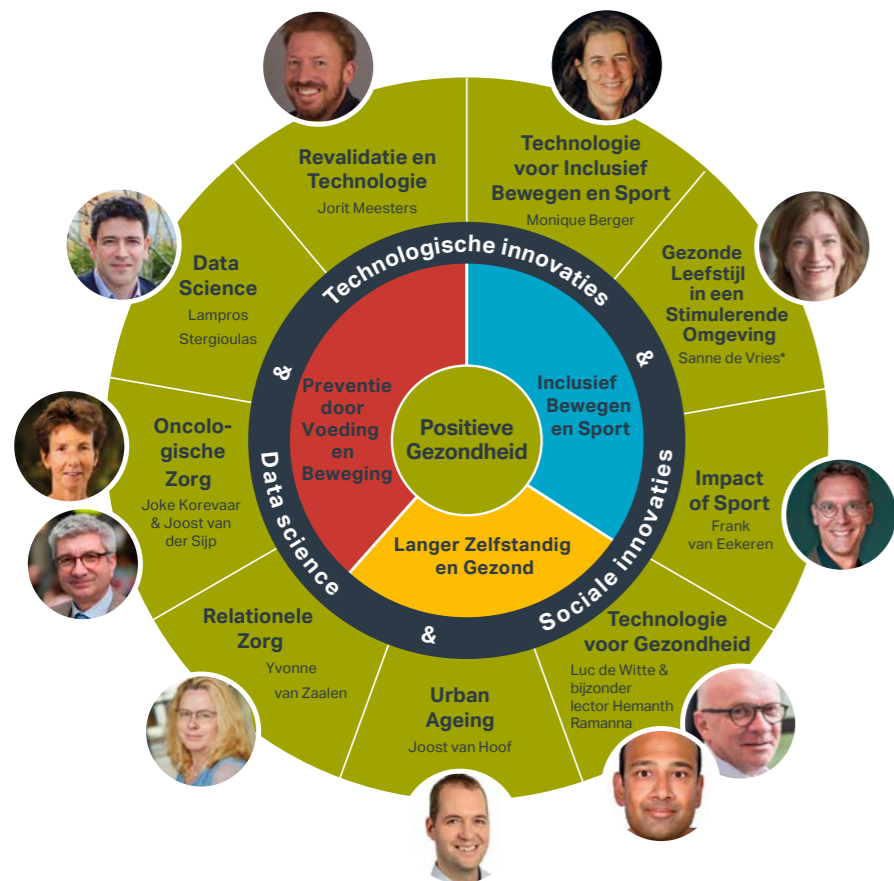 Revalidatie en
Technologie
Jorit Meesters
Technologie
voor Inclusief
Bewegen en Sport
Monique Berger
Gezonde
Leefstijl
in een
Stimulerende
Omgeving
Sanne de Vries*
Impact
of Sport
Frank
van Eekeren
Technologie
voor Gezondheid
Luc de Witte &
bijzonder
lector Hemanth
Ramanna
Urban
Ageing
Joost van Hoof
Relationele
Zorg
Yvonne
van Zaalen
Oncolo-
gische
Zorg
Joke Korevaar
& Joost van
der Sijp
Data
Science
Lampros
Stergioulas
Technologische innovaties
&
Sociale innovaties
&
Data science
&
Preventie
door
Voeding
en
Beweging
Inclusief
Bewegen
en Sport
Langer Zelfstandig
en Gezond
Positieve
Gezondheid